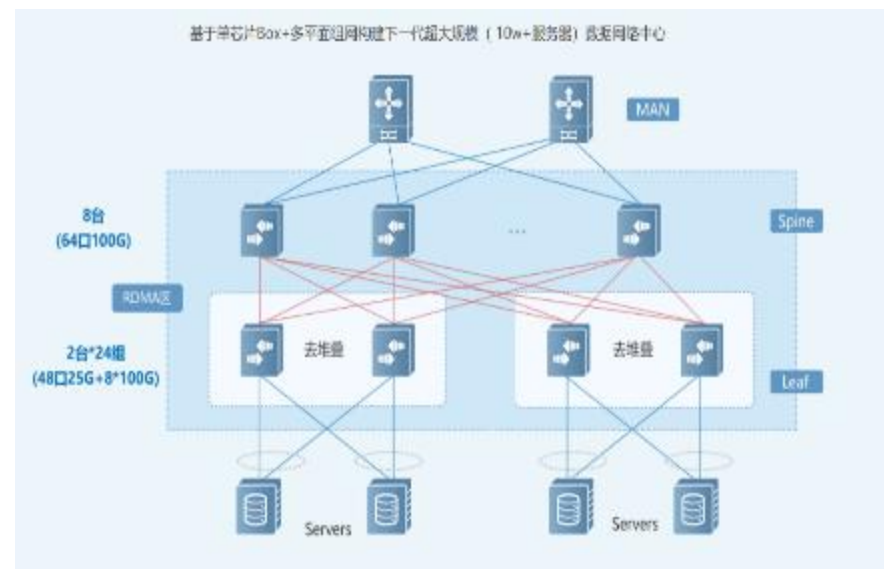 基于单芯片Box+多平面组网构建下一代超大规模（10w+服务器）数据网络中心
MAN
8台
(64口100G)
Spine
...
RDMA区
去堆叠
去堆叠
2台*24组
(48口25G+8*100G)
Leaf
Servers
Servers